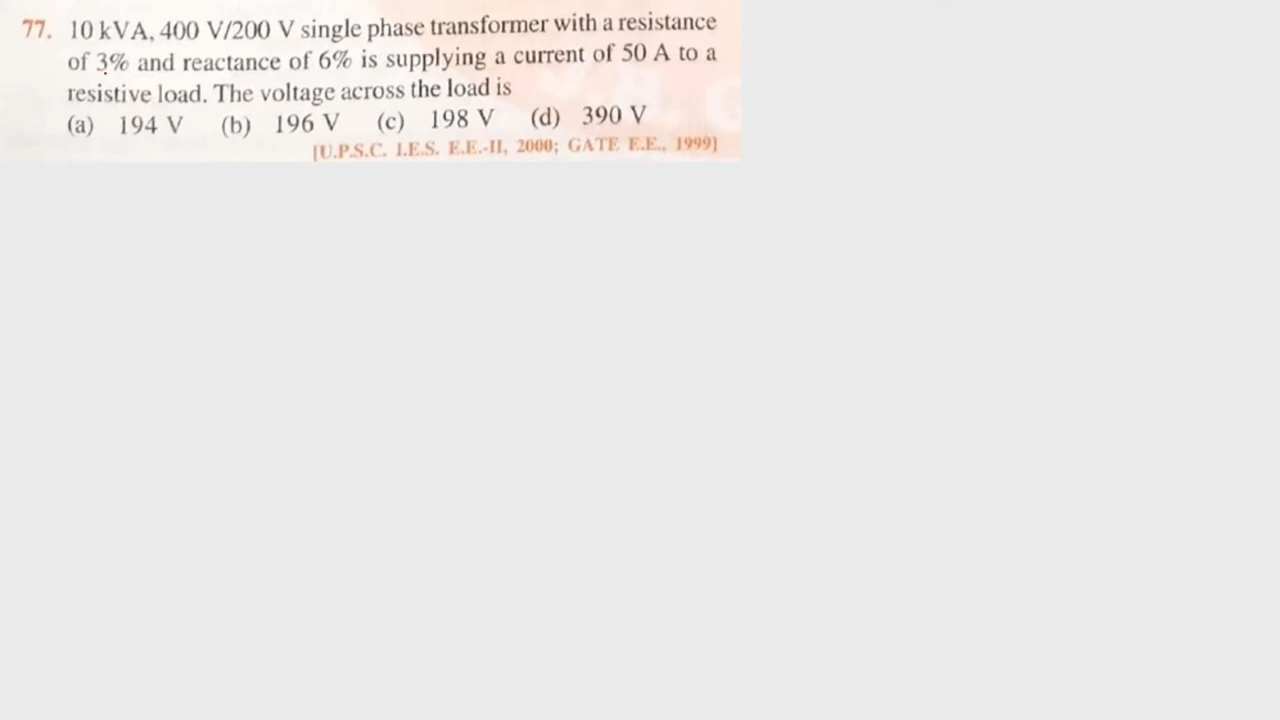 77. 10 kVA, 400 V/200 V single phase transformer with a resistance
of 3% and reactance of 6% is supplying a current of 50 A to a
resistive load. The voltage across the load is
(a) 194 V (b) 196 V (c) 198 V (d) 390 V
[U.P.S.C. I.E.S. E.E.-II, 2000; GATE E.E., 1999]